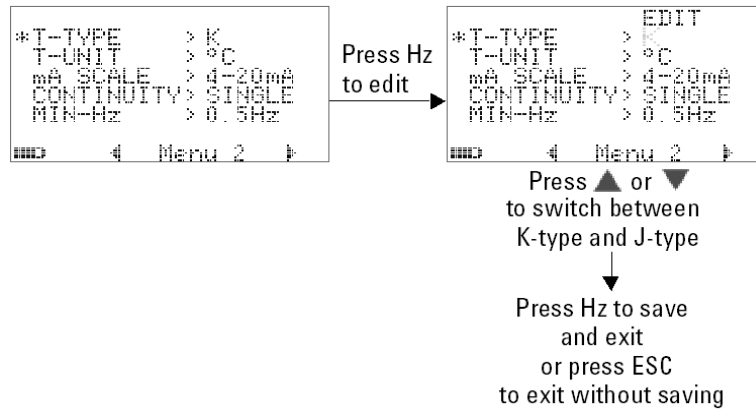 *T-TYPE > K
T-UNIT > °C
mA SCALE > 4-20mA
CONTINUITY> SINGLE
MIN-Hz > 0.5Hz
Menu 2
Press Hz
to edit
EDIT
*T-TYPE > K
T-UNIT > °C
mA SCALE > 4-20mA
CONTINUITY> SINGLE
MIN-Hz > 0.5Hz
Menu 2
Press ▲ or ▼
to switch between
K-type and J-type
Press Hz to save
and exit
or press ESC
to exit without saving